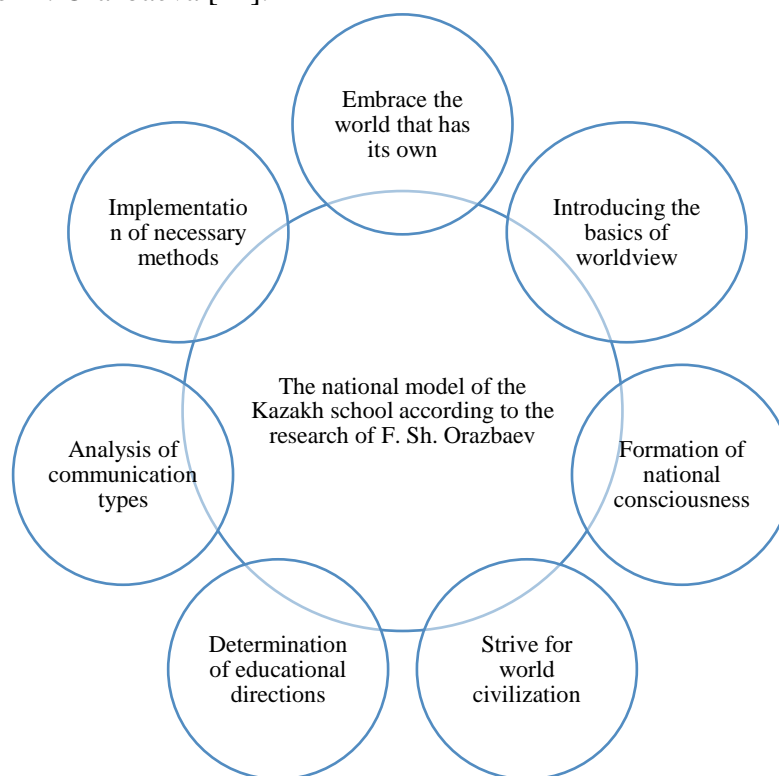 Embrace the
world that has
its own
Implementatio
n of necessary
methods
Introducing the
basics of
worldview
The national model of the
Kazakh school according to the
research of F. Sh. Orazbaev
Analysis of
communication
types
Formation of
national
consciousness
Determination
of educational
directions
Strive for
world
civilization